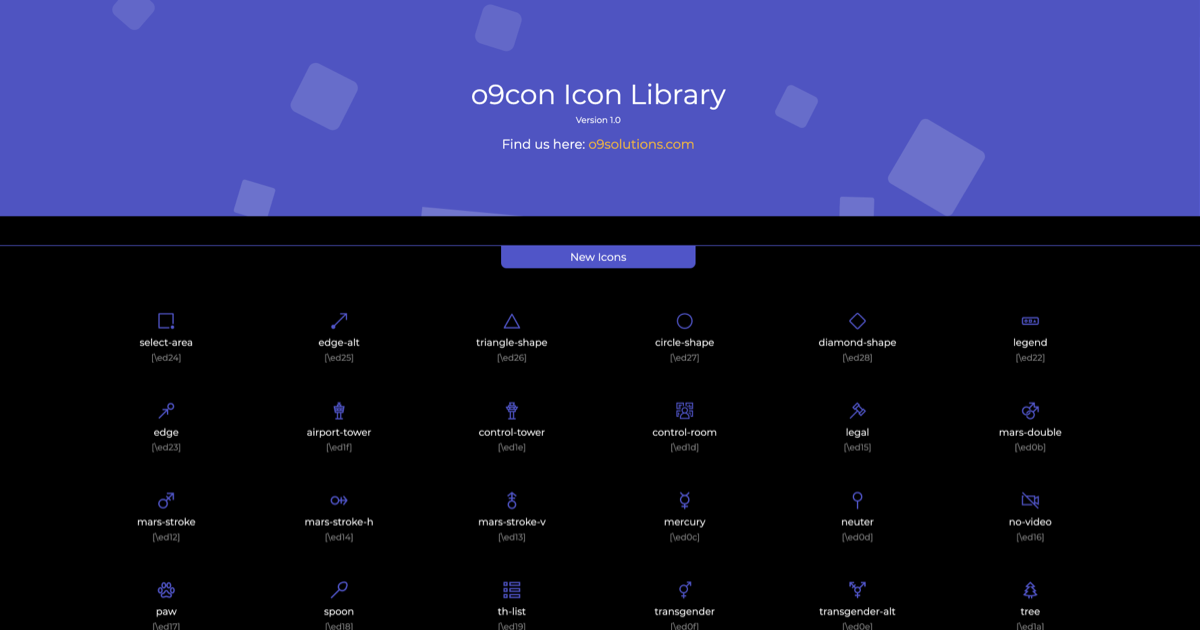 o9con Icon Library
Version 1.0
Find us here: o9solutions.com
New Icons
select-area edge-alt triangle-shape circle-shape diamond-shape legend
[\ed24] [\ed25] [\ed26] [\ed27] [\ed28] [\ed22]
edge airport-tower control-tower control-room legal mars-double
[\ed23] [\ed1f] [\ed1e] [\ed1d] [\ed15] [\ed0b]
mars-stroke mars-stroke-h mars-stroke-v mercury neuter no-video
[\ed12] [\ed14] [\ed13] [\ed0c] [\ed0d] [\ed16]
paw spoon th-list transgender transgender-alt tree
[\ed17] [\ed18] [\ed19] [\ed0f] [\ed0e] [\ed1a]